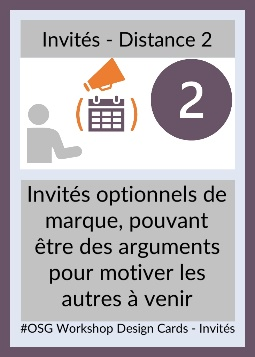 Invités - Distance 2
2
Invités optionnels de
marque, pouvant
être des arguments
pour motiver les
autres à venir
#OSG Workshop Design Cards - Invités